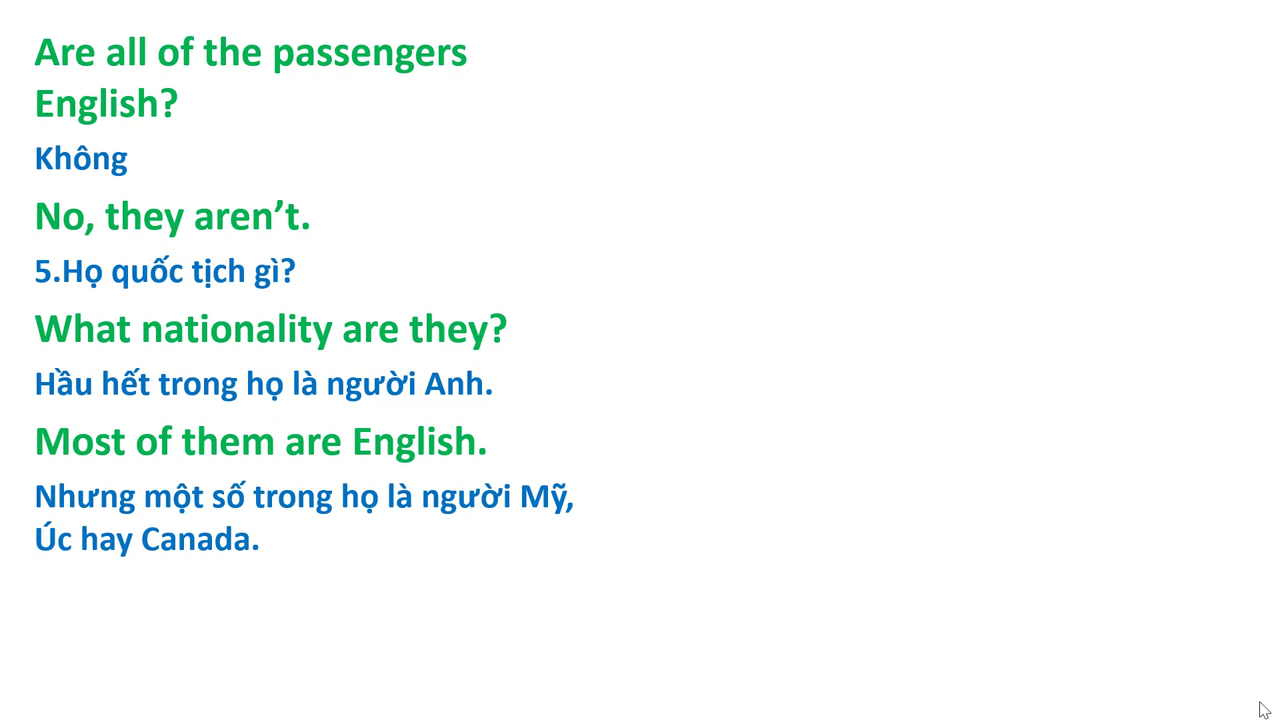 Are all of the passengers
English?
Không
No, they aren’t.
5.Họ quốc tịch gì?
What nationality are they?
Hầu hết trong họ là người Anh.
Most of them are English.
Nhưng một số trong họ là người Mỹ,
Úc hay Canada.